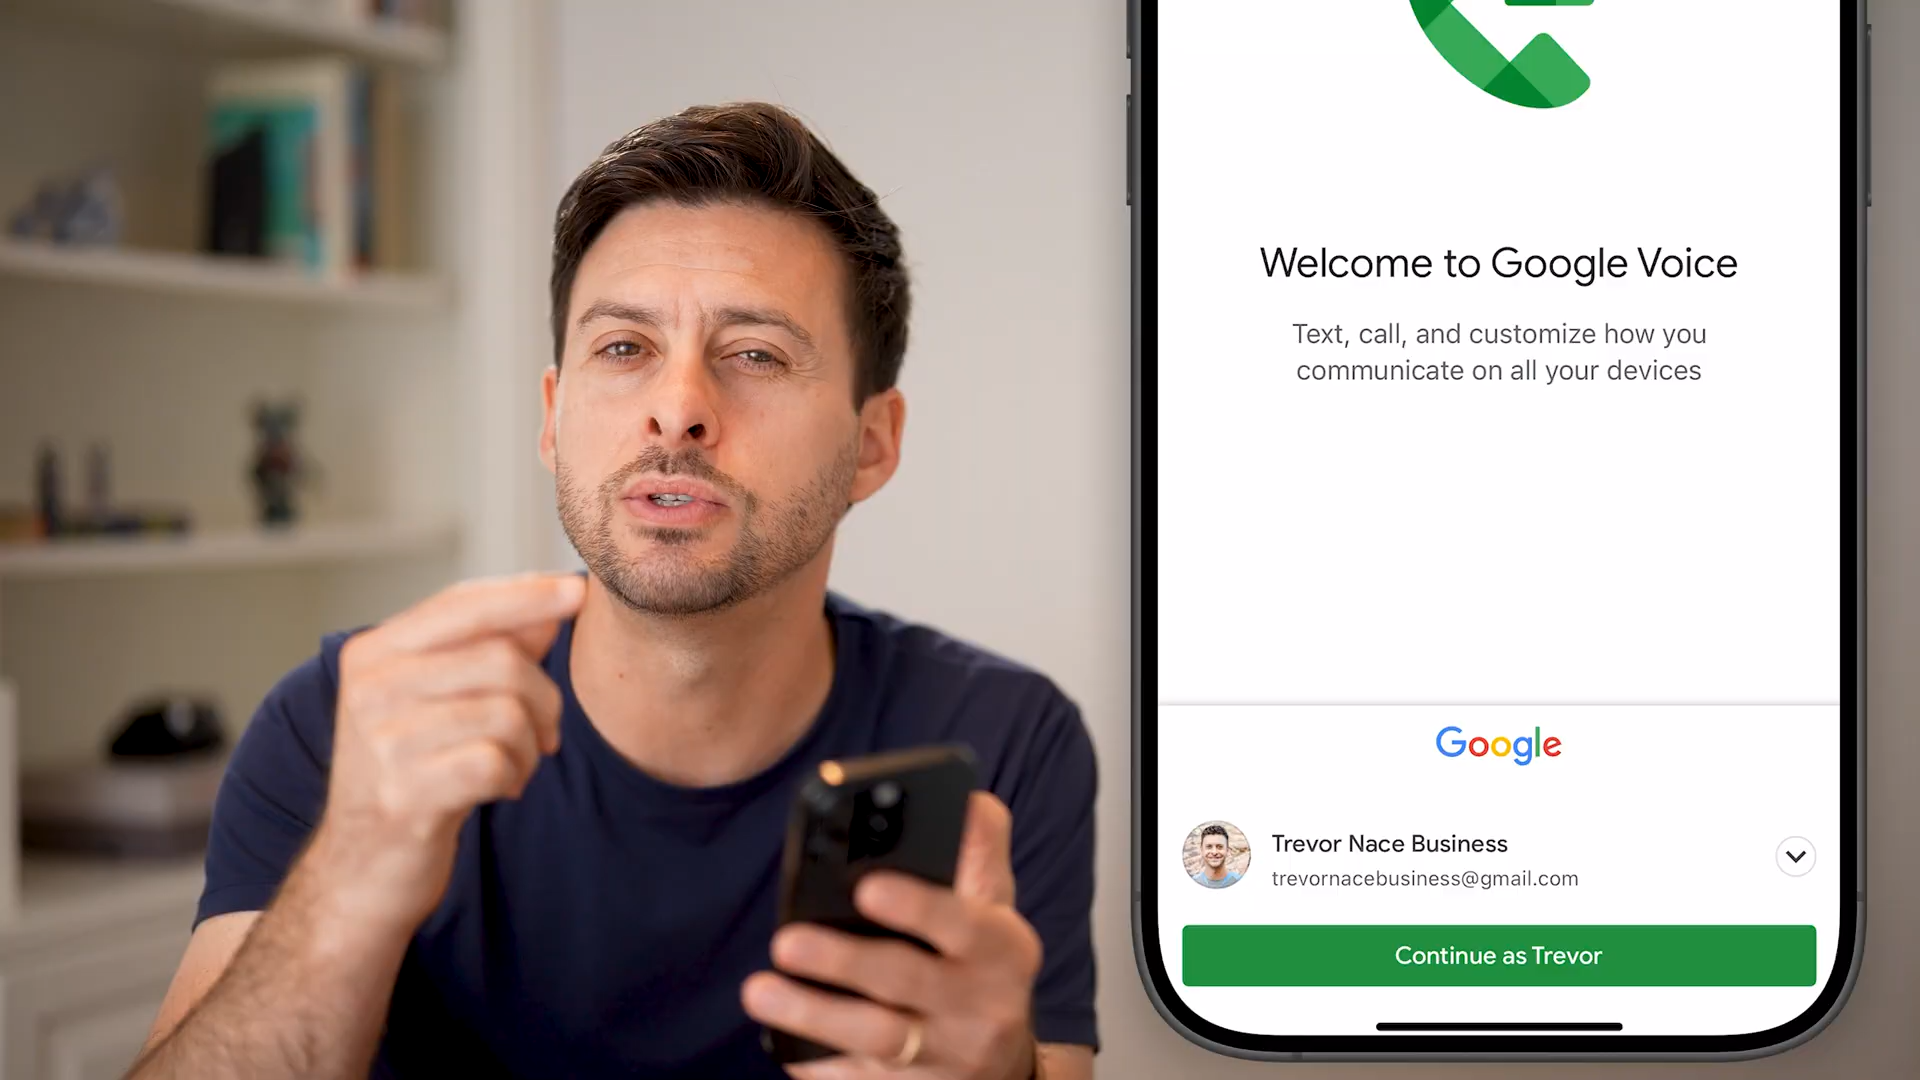 Welcome to Google Voice
Text, call, and customize how you
communicate on all your devices
Google
Trevor Nace Business
trevornacebusiness@gmail.com
Continue as Trevor